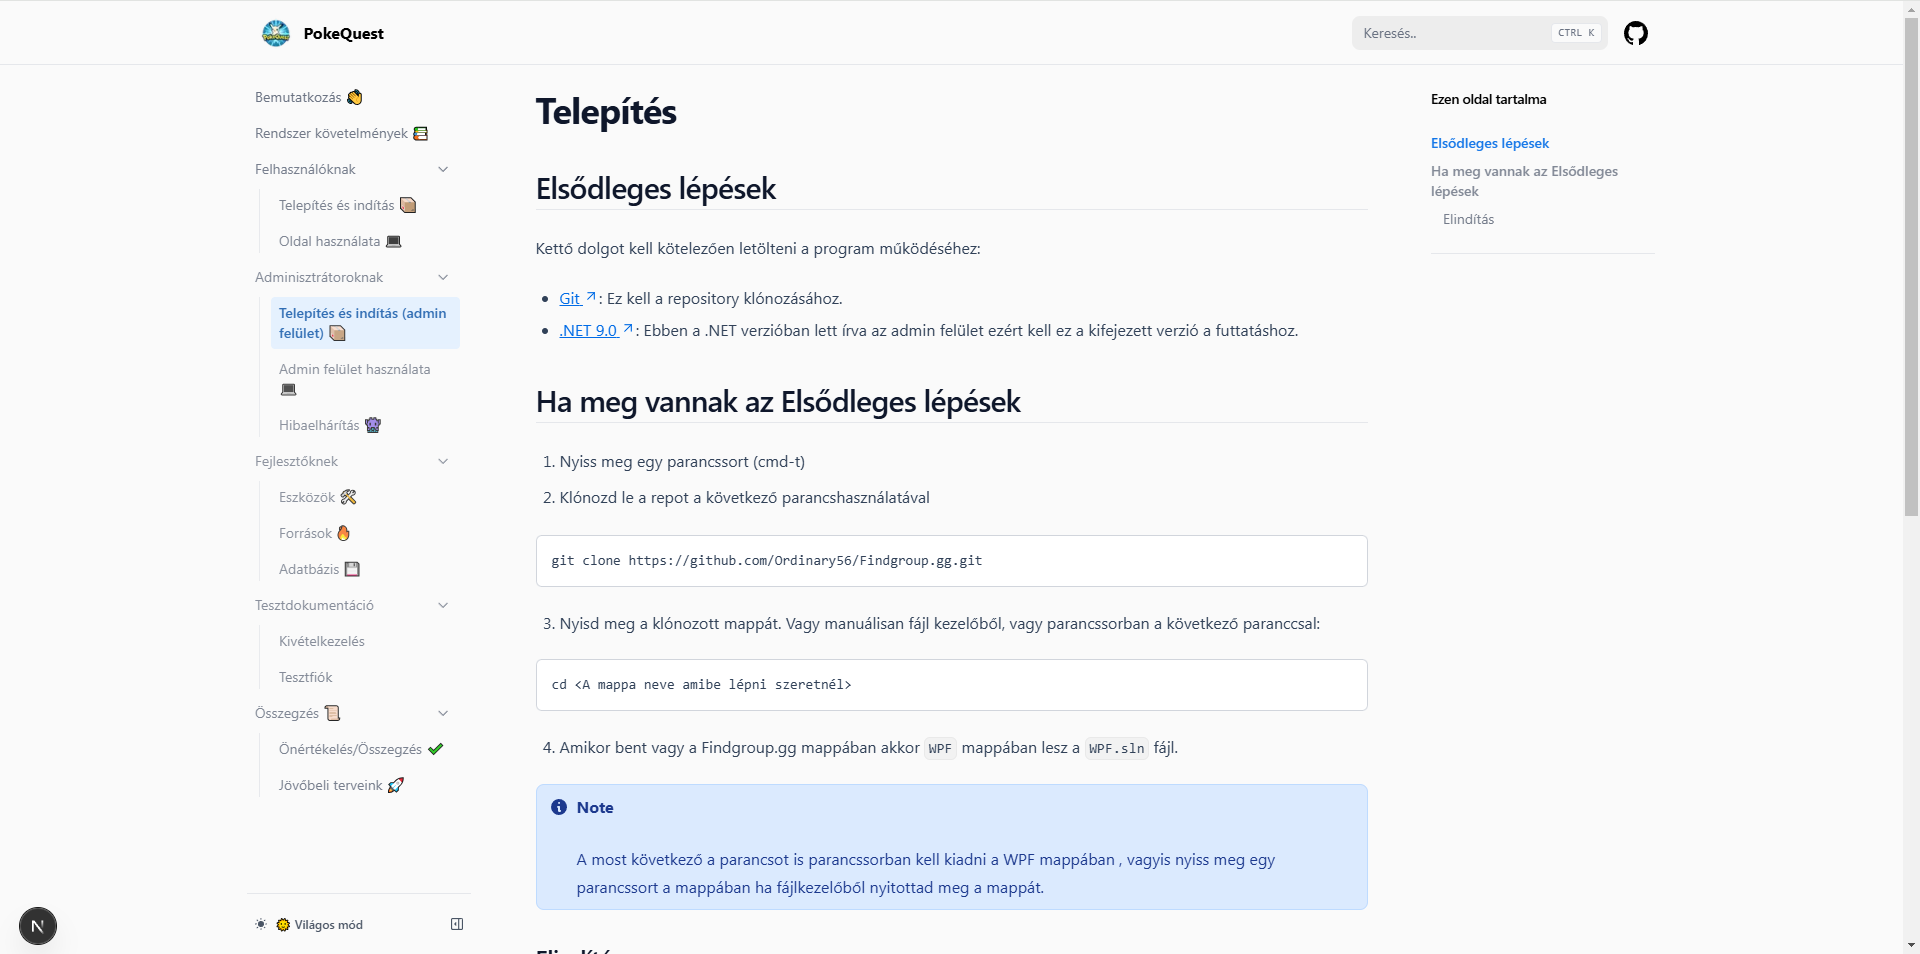 PokeQuest
Keresés..
CTRL K
Bemutatkozás
Rendszer követelmények
Felhasználóknak
Telepítés és indítás
Oldal használata
Adminisztrátoroknak
Telepítés és indítás (admin
felület)
Admin felület használata
Hibaelhárítás
Fejlesztőknek
Eszközök
Források
Adatbázis
Tesztdokumentáció
Kivételkezelés
Tesztfiók
Összegzés
Önértékelés/Összegzés
Jövőbeli terveink
Világos mód
N
Telepítés
Elsődleges lépések
Kettő dolgot kell kötelezően letölteni a program működéséhez:
• Git : Ez kell a repository klónozásához.
• .NET 9.0 : Ebben a .NET verzióban lett írva az admin felület ezért kell ez a kifejezett verzió a futtatáshoz.
Ha meg vannak az Elsődleges lépések
1. Nyiss meg egy parancssort (cmd-t)
2. Klónozd le a repot a következő parancshasználatával
git clone https://github.com/Ordinary56/Findgroup.gg.git
3. Nyisd meg a klónozott mappát. Vagy manuálisan fájl kezelőből, vagy parancssorban a következő paranccsal:
cd <A mappa neve amibe lépni szeretnél>
4. Amikor bent vagy a Findgroup.gg mappában akkor WPF mappában lesz a WPF.sln fájl.
Note
A most következő a parancsot is parancssorban kell kiadni a WPF mappában , vagyis nyiss meg egy
parancssort a mappában ha fájlkezelőből nyitottad meg a mappát.
Ezen oldal tartalma
Elsődleges lépések
Ha meg vannak az Elsődleges
lépések
Elindítás